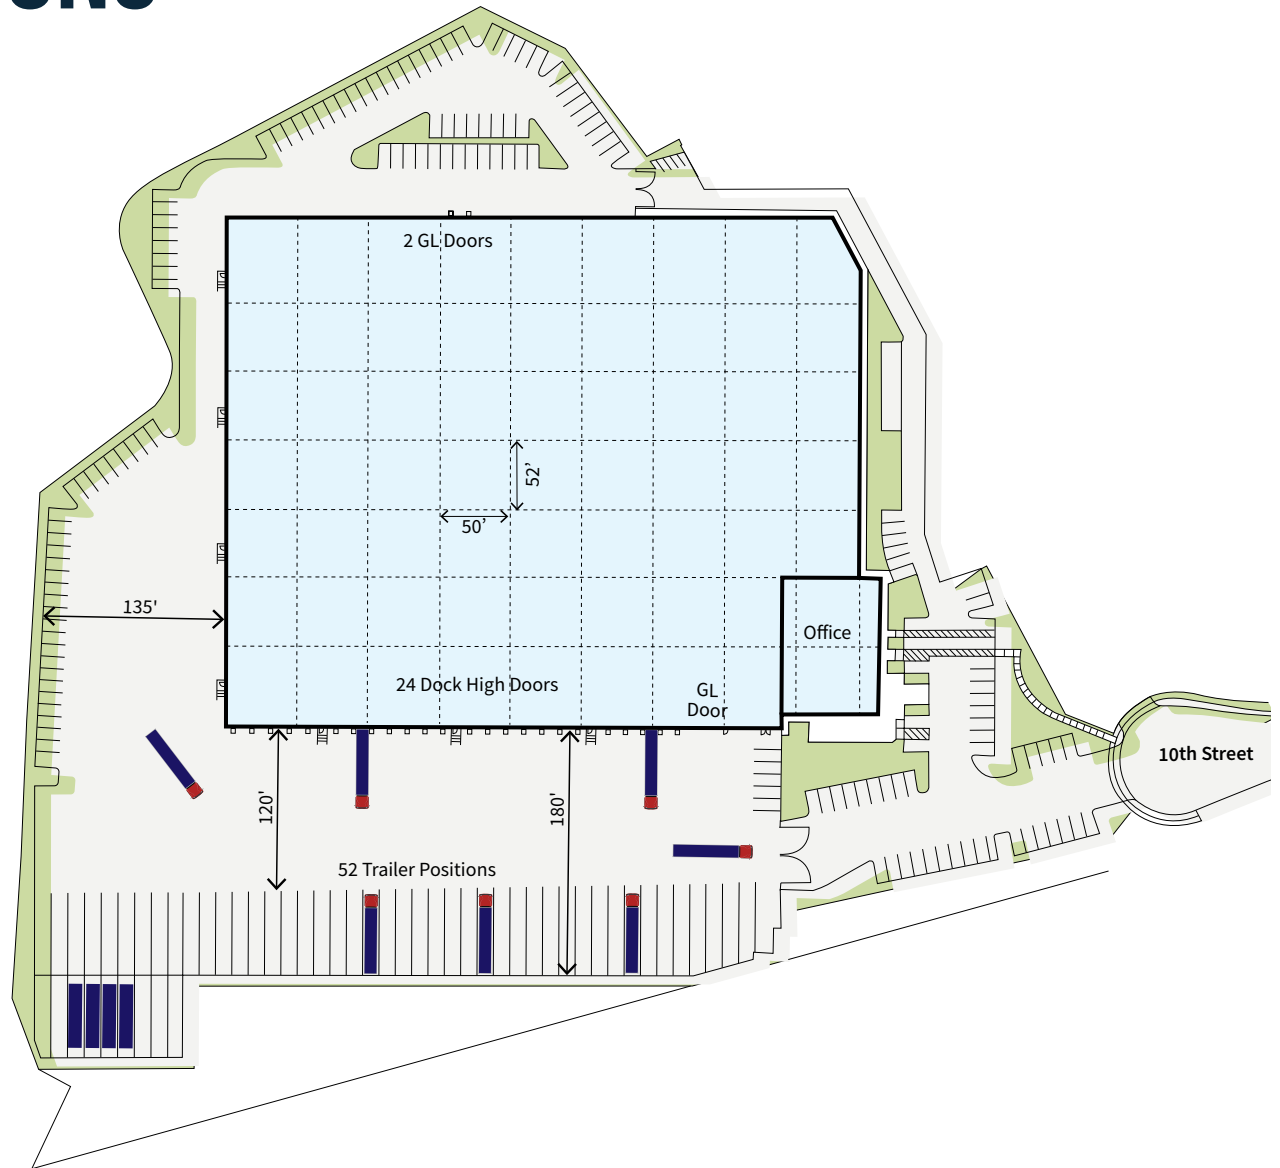 2 GL Doors
52'
50'
135'
Office
24 Dock High Doors
GL
Door
10th Street
120'
180'
52 Trailer Positions